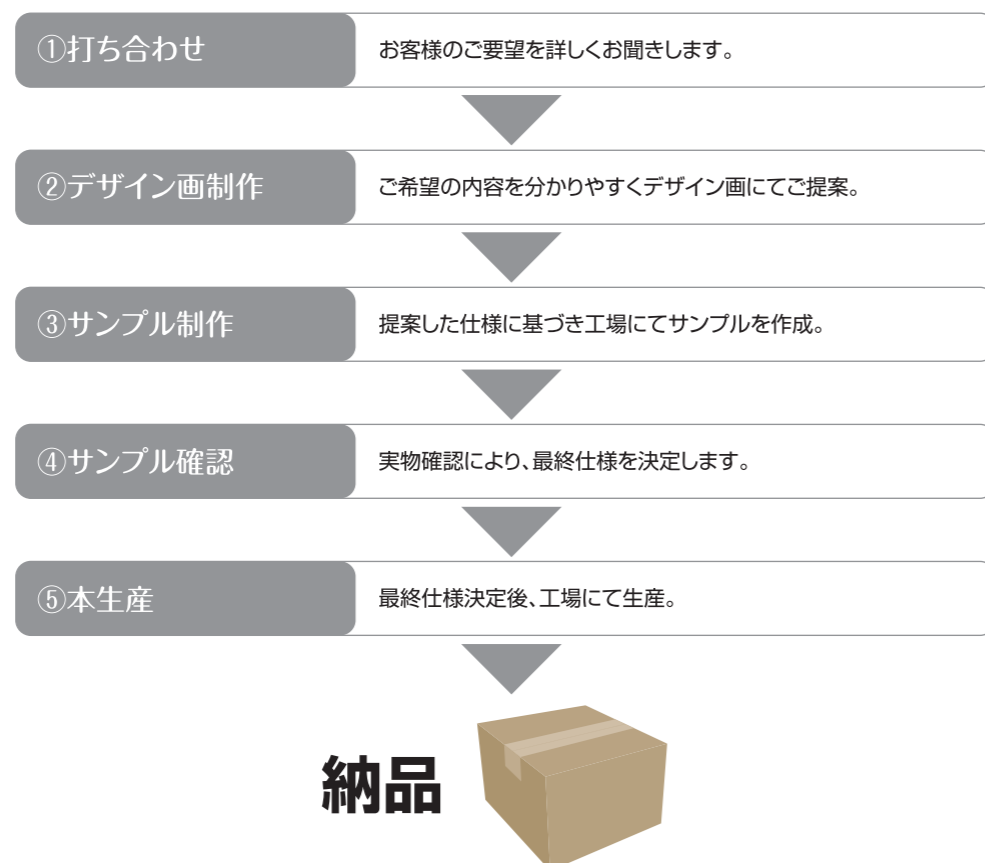 ①打ち合わせ
お客様のご要望を詳しくお聞きします。
②デザイン画制作
ご希望の内容を分かりやすくデザイン画にてご提案。
③サンプル制作
提案した仕様に基づき工場にてサンプルを作成。
④サンプル確認
実物確認により、最終仕様を決定します。
⑤本生産
最終仕様決定後、工場にて生産。
納品